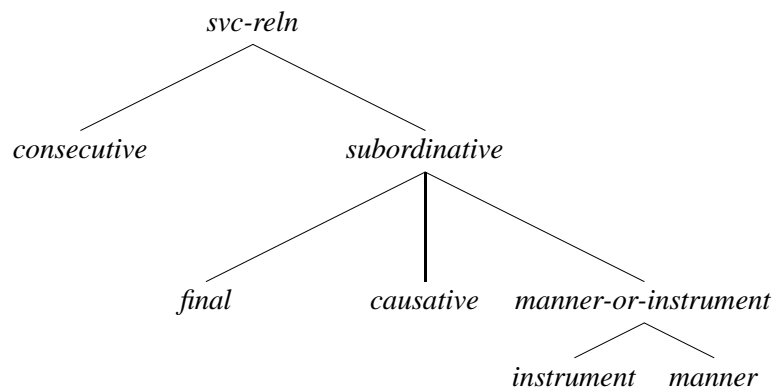 svc-reln
consecutive subordinative
final causative manner-or-instrument
instrument manner